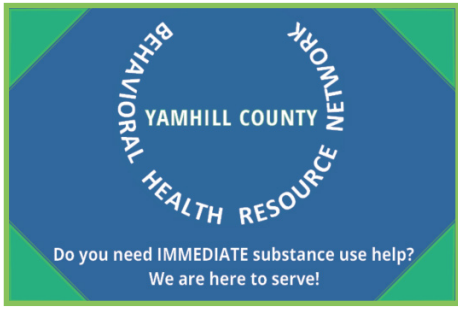 BEHAVIORAL HEALTH RESOURCE NETWORK
YAMHILL COUNTY
Do you need IMMEDIATE substance use help?
We are here to serve!